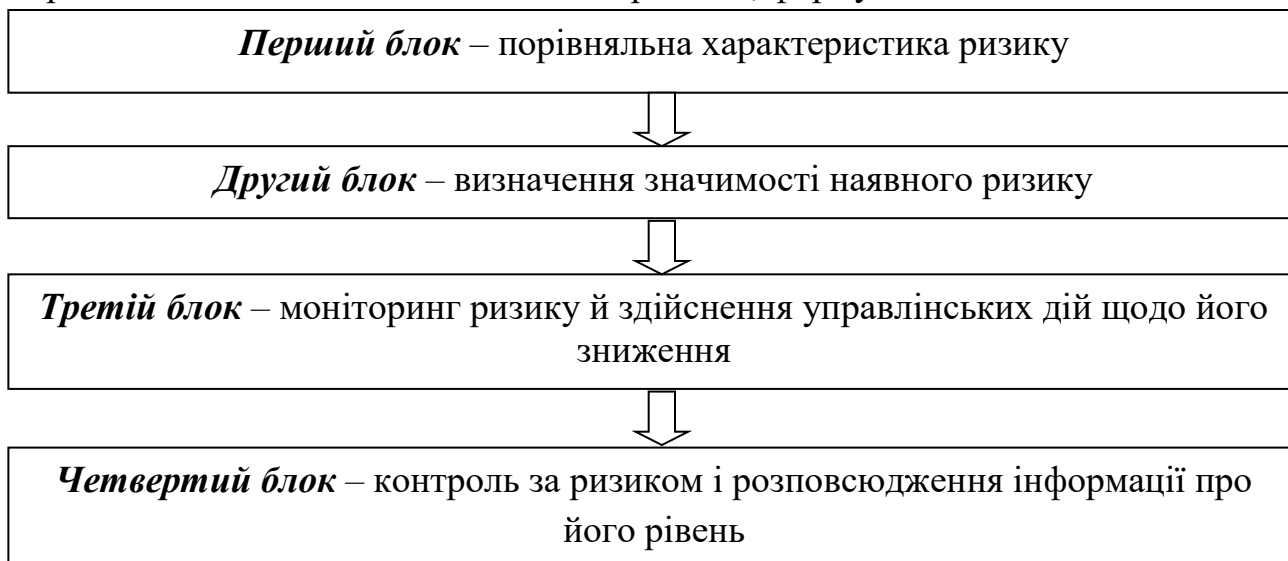 Перший блок – порівняльна характеристика ризику
Другий блок – визначення значимості наявного ризику
Третій блок – моніторинг ризику й здійснення управлінських дій щодо його
зниження
Четвертий блок – контроль за ризиком і розповсюдження інформації про
його рівень